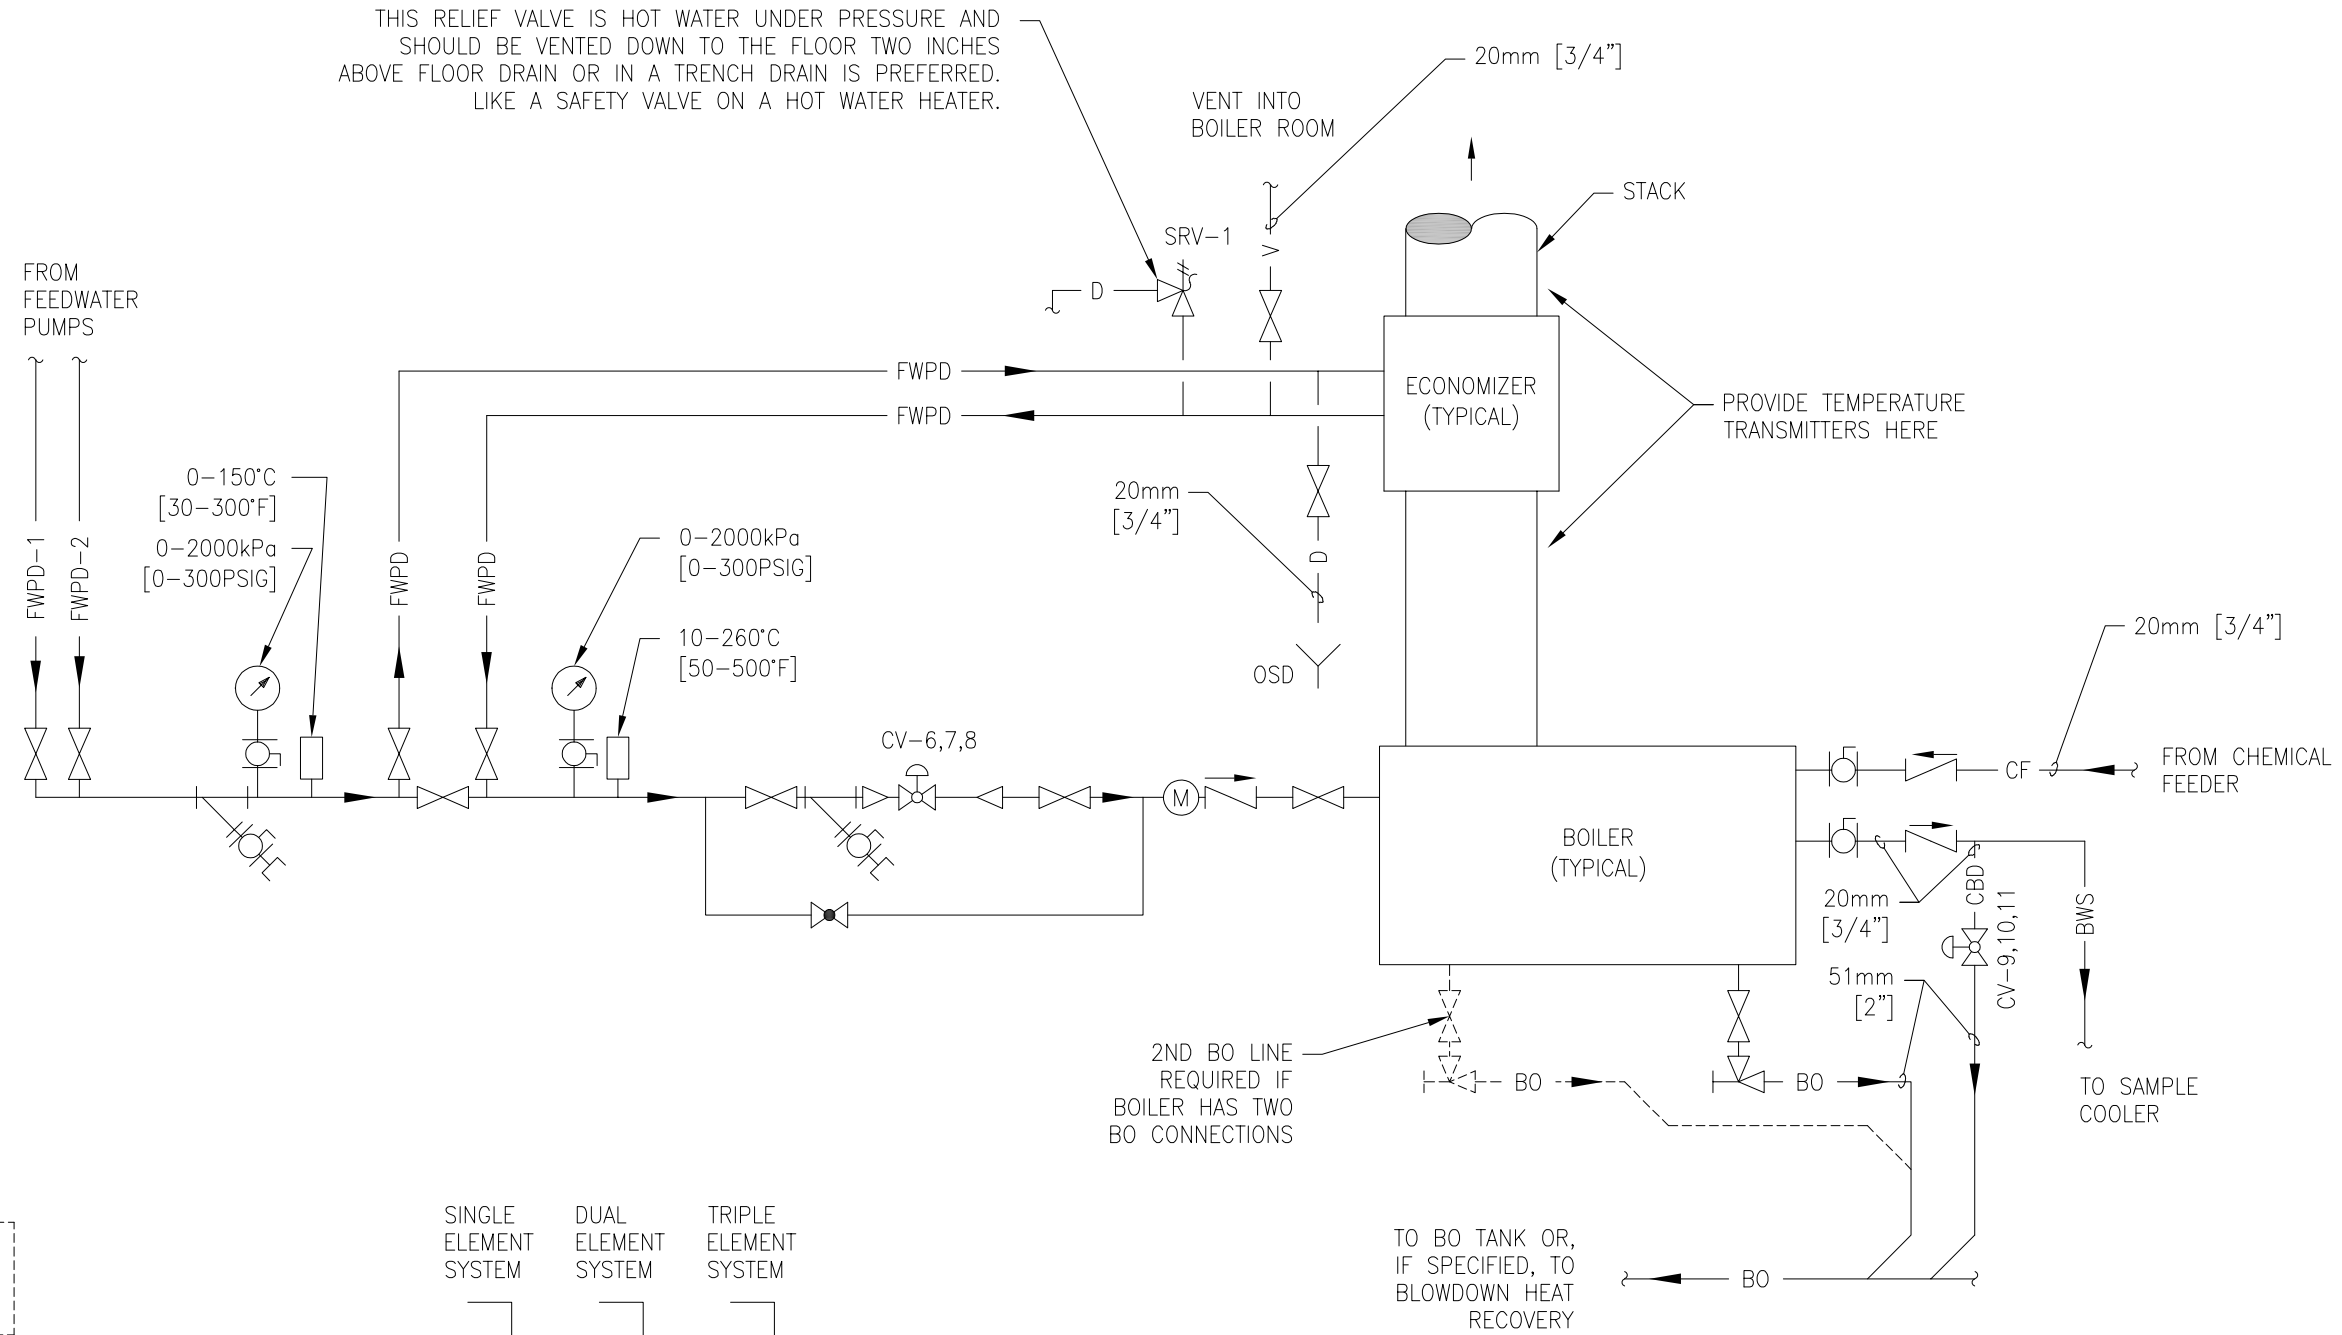 THIS RELIEF VALVE IS HOT WATER UNDER PRESSURE AND
SHOULD BE VENTED DOWN TO THE FLOOR TWO INCHES
ABOVE FLOOR DRAIN OR IN A TRENCH DRAIN IS PREFERRED.
LIKE A SAFETY VALVE ON A HOT WATER HEATER.
20mm [3/4"]
VENT INTO
BOILER ROOM
STACK
SRV-1
V
D
FROM
FEEDWATER
PUMPS
FWPD
FWPD
ECONOMIZER
(TYPICAL)
PROVIDE TEMPERATURE
TRANSMITTERS HERE
0-150°C
[30-300°F]
0-2000kPa
[0-300PSIG]
FWPD-1
FWPD-2
FWPD
FWPD
0-2000kPa
[0-300PSIG]
10-260°C
[50-500°F]
20mm
[3/4"]
D
OSD
20mm [3/4"]
CV-6,7,8
M
CF
FROM CHEMICAL
FEEDER
BOILER
(TYPICAL)
20mm
[3/4"]
CBD
CV-9,10,11
BWS
51mm
[2"]
2ND BO LINE
REQUIRED IF
BOILER HAS TWO
BO CONNECTIONS
BO
BO
TO SAMPLE
COOLER
SINGLE
ELEMENT
SYSTEM
DUAL
ELEMENT
SYSTEM
TRIPLE
ELEMENT
SYSTEM
TO BO TANK OR,
IF SPECIFIED, TO
BLOWDOWN HEAT
RECOVERY
BO